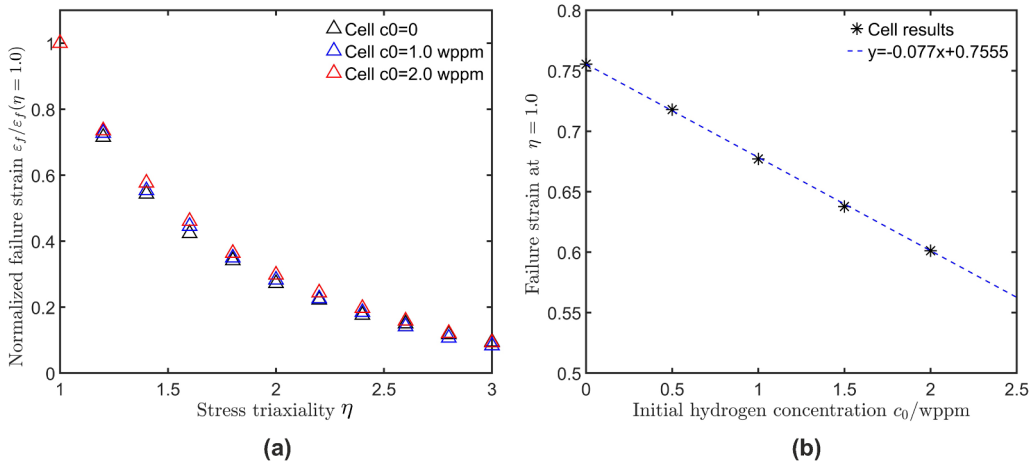 Normalized failure strain ε_f/ε_f(η = 1.0)
1
0.8
0.6
0.4
0.2
0
Cell c0=0
Cell c0=1.0 wppm
Cell c0=2.0 wppm
1 1.5 2 2.5 3
Stress triaxiality η
(a)
Failure strain at η = 1.0
0.8
0.75
0.7
0.65
0.6
0.55
0.5
Cell results
y=-0.077x+0.7555
0 0.5 1 1.5 2 2.5
Initial hydrogen concentration c₀/wppm
(b)